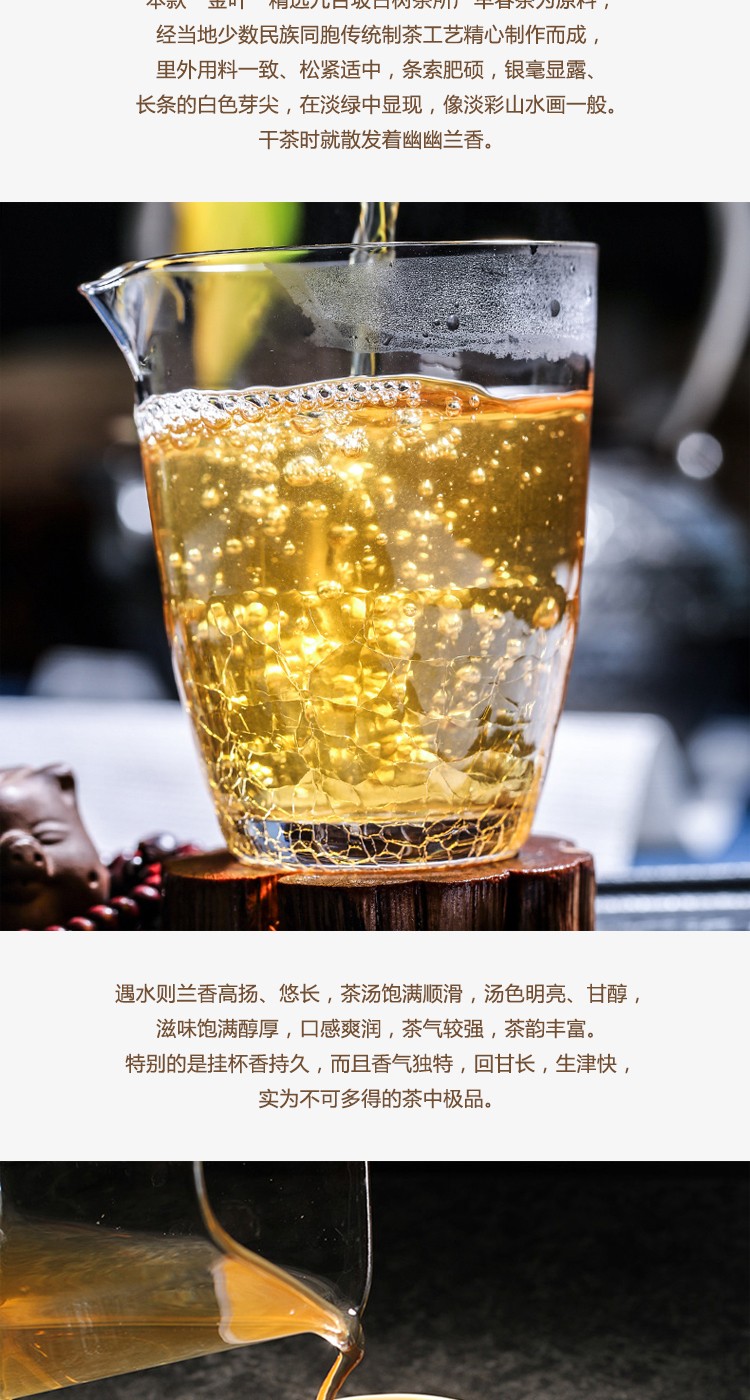 经当地少数民族同胞传统制茶工艺精心制作而成，
里外用料一致、松紧适中，条索肥硕，银毫显露、
长条的白色芽尖，在淡绿中显现，像淡彩山水画一般。
干茶时就散发着幽幽兰香。
遇水则兰香高扬、悠长，茶汤饱满顺滑，汤色明亮、甘醇，
滋味饱满醇厚，口感爽润，茶气较强，茶韵丰富。
特别的是挂杯香持久，而且香气独特，回甘长，生津快，
实为不可多得的茶中极品。